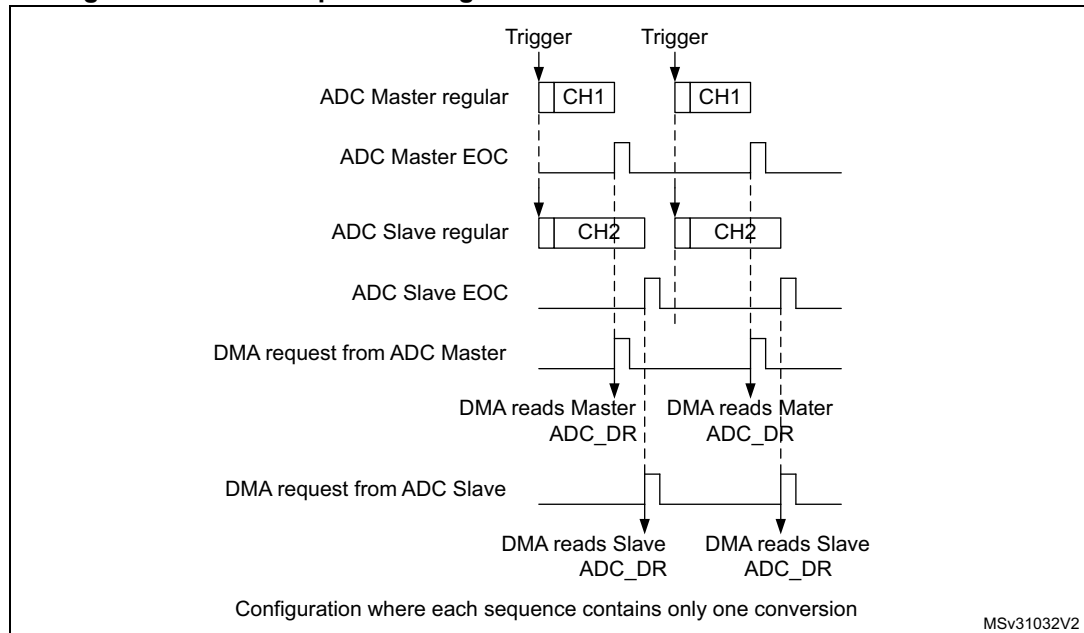 Trigger Trigger
ADC Master regular CH1 CH1
ADC Master EOC
ADC Slave regular CH2 CH2
ADC Slave EOC
DMA request from ADC Master
DMA reads Master DMA reads Mater
ADC_DR ADC_DR
DMA request from ADC Slave
DMA reads Slave DMA reads Slave
ADC_DR ADC_DR
Configuration where each sequence contains only one conversion
MSv31032V2